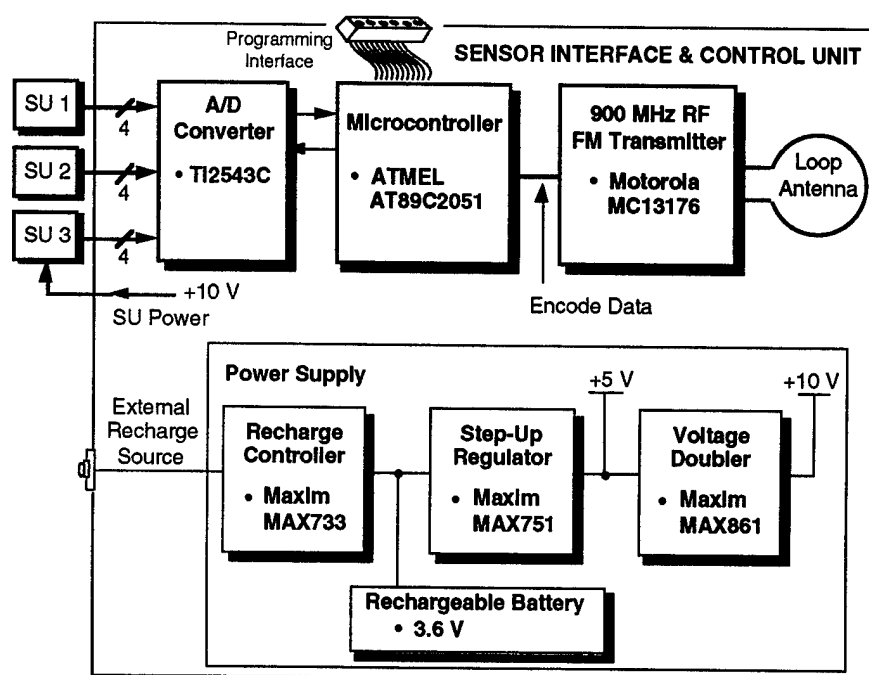 Programming
Interface
SENSOR INTERFACE & CONTROL UNIT
SU 1
4
SU 2
4
SU 3
4
A/D
Converter
• TI2543C
Microcontroller
• ATMEL
AT89C2051
900 MHz RF
FM Transmitter
• Motorola
MC13176
Loop
Antenna
+10 V
SU Power
Encode Data
Power Supply
+5 V
+10 V
External
Recharge
Source
Recharge
Controller
• Maxim
MAX733
Step-Up
Regulator
• Maxim
MAX751
Voltage
Doubler
• Maxim
MAX861
Rechargeable Battery
• 3.6 V